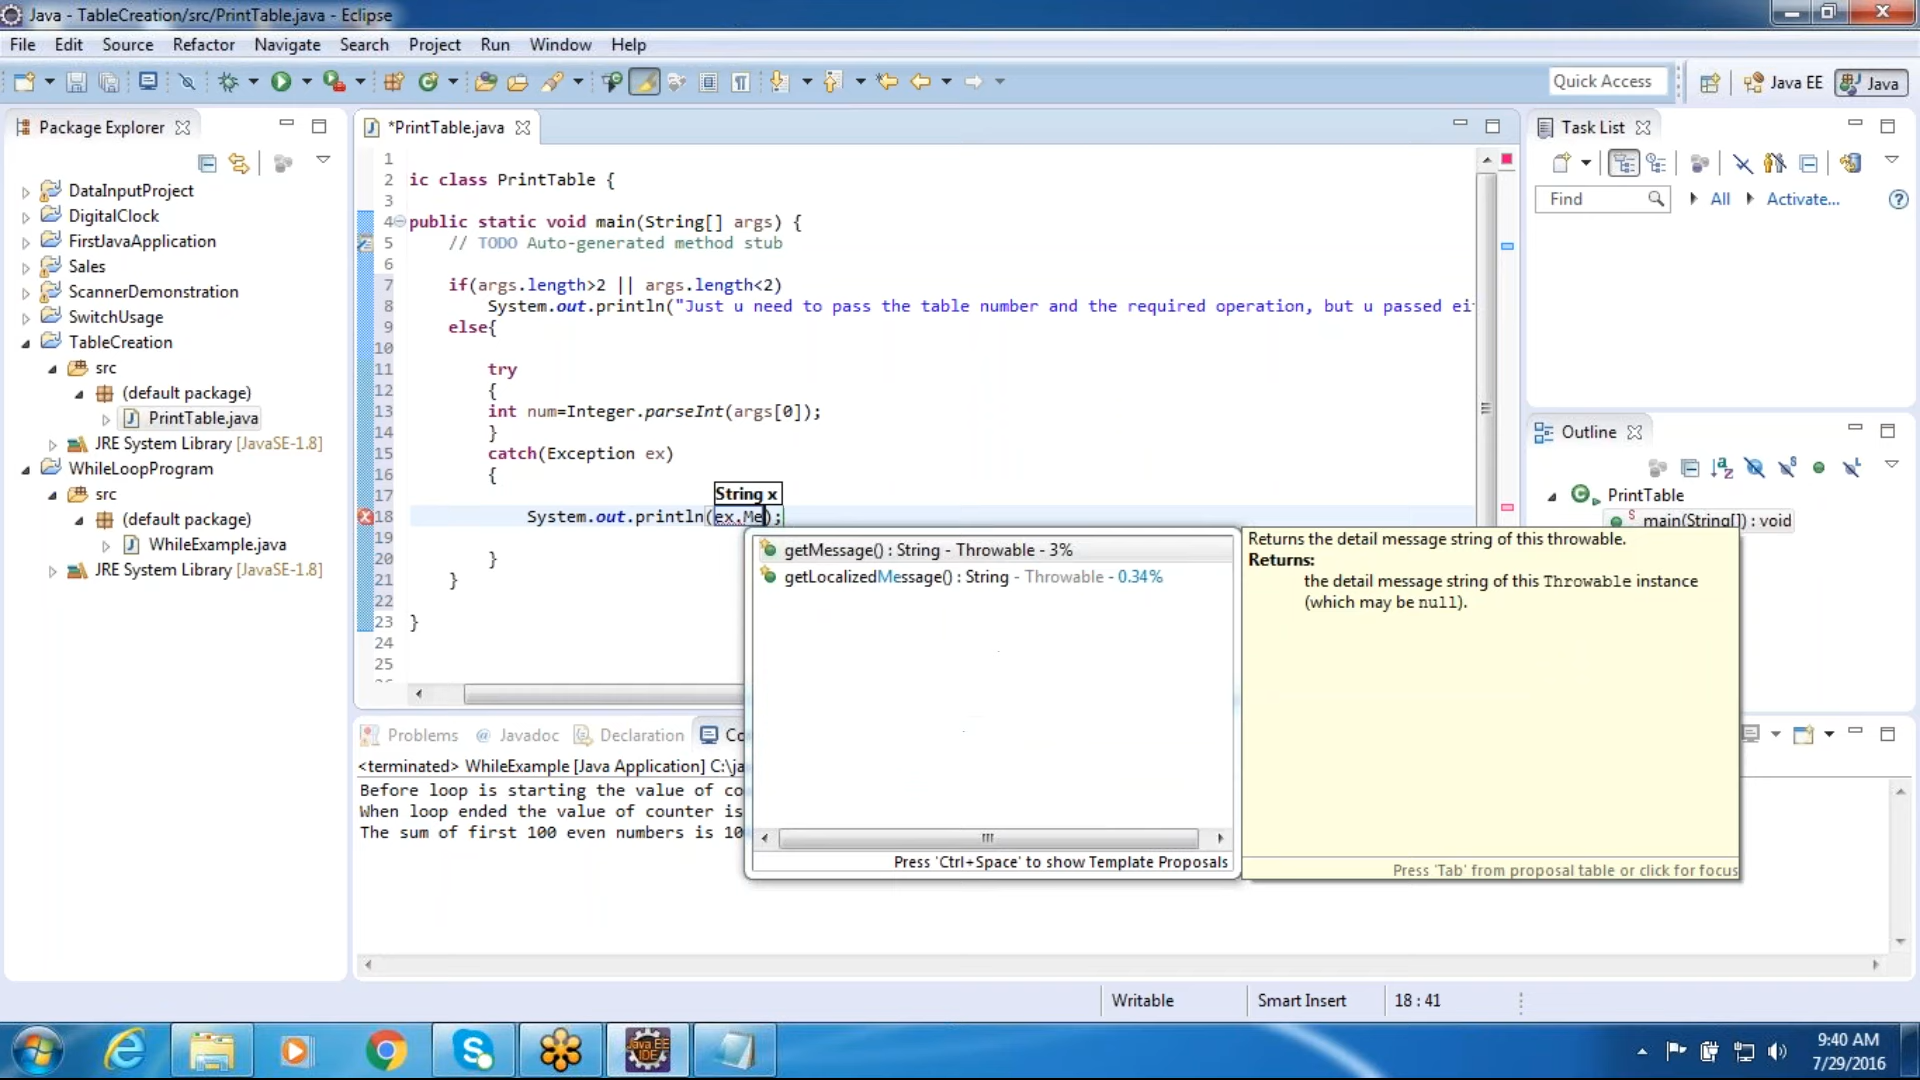 Java - TableCreation/src/PrintTable.java - Eclipse
File Edit Source Refactor Navigate Search Project Run Window Help
Quick Access
Java EE
Java
Package Explorer
DataInputProject
DigitalClock
FirstJavaApplication
Sales
ScannerDemonstration
SwitchUsage
TableCreation
src
(default package)
PrintTable.java
JRE System Library [JavaSE-1.8]
WhileLoopProgram
src
(default package)
WhileExample.java
JRE System Library [JavaSE-1.8]
*PrintTable.java
1
2 ic class PrintTable {
3
4 public static void main(String[] args) {
5 // TODO Auto-generated method stub
6
7 if(args.length>2 || args.length<2)
8 System.out.println("Just u need to pass the table number and the required operation, but u passed ei
9 else{
10
11 try
12 {
13 int num=Integer.parseInt(args[0]);
14 }
15 catch(Exception ex)
16 {
17
String x
18 System.out.println(ex.Me);
19
20 }
21 }
22
23 }
24
25
getMessage() : String - Throwable - 3%
getLocalizedMessage() : String - Throwable - 0.34%
Press 'Ctrl+Space' to show Template Proposals
Returns the detail message string of this throwable.
Returns:
the detail message string of this Throwable instance
(which may be null).
Press 'Tab' from proposal table or click for focus
Task List
Find
All
Activate...
Outline
PrintTable
main(String[]) : void
Problems @ Javadoc Declaration Co
<terminated> WhileExample [Java Application] C:\ja
Before loop is starting the value of co
When loop ended the value of counter is
The sum of first 100 even numbers is 10
Writable
Smart Insert
18 : 41
Java EE
IDE
9:40 AM
7/29/2016